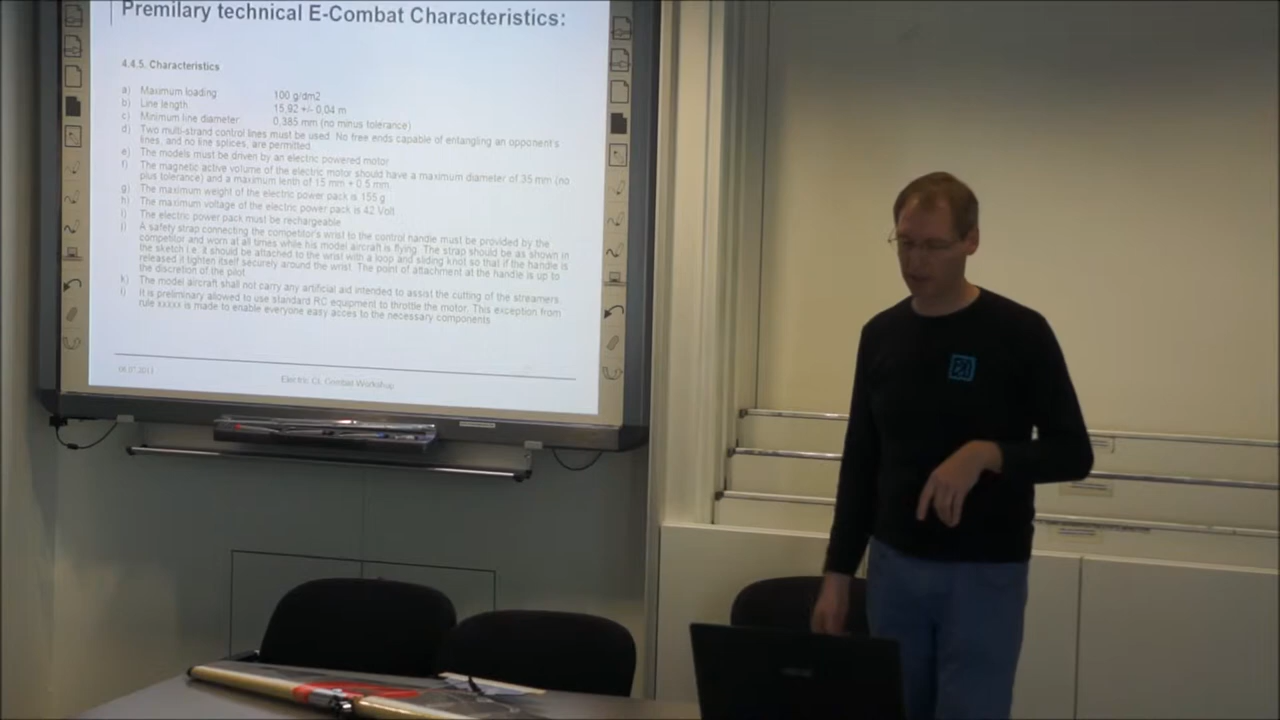 Premilary technical E-Combat Characteristics:
4.4.5. Characteristics
a) Maximum loading: 100 g/dm2
b) Line length: 15,92 +/- 0,04 m
c) Minimum line diameter: 0,385 mm (no minus tolerance)
d) Two multi-strand control lines must be used. No free ends capable of entangling an opponent's
lines, and no line splices, are permitted.
e) The models must be driven by an electric powered motor
f) The magnetic active volume of the electric motor should have a maximum diameter of 35 mm (no
plus tolerance) and a maximum lenth of 15 mm + 0.5 mm.
g) The maximum weight of the electric power pack is 155 g
h) The maximum voltage of the electric power pack is 42 Volt.
i) The electric power pack must be rechargeable
j) A safety strap connecting the competitor's wrist to the control handle must be provided by the
competitor and worn at all times while his model aircraft is flying. The strap should be as shown in
the sketch i.e. it should be attached to the wrist with a loop and sliding knot so that if the handle is
released it tighten itself securely around the wrist. The point of attachment at the handle is up to
the discretion of the pilot
k) The model aircraft shall not carry any artificial aid intended to assist the cutting of the streamers.
l) It is preliminary allowed to use standard RC equipment to throttle the motor. This exception from
rule xxxxx is made to enable everyone easy acces to the necessary components
06.07.2011
Electric CL Combat Workshop